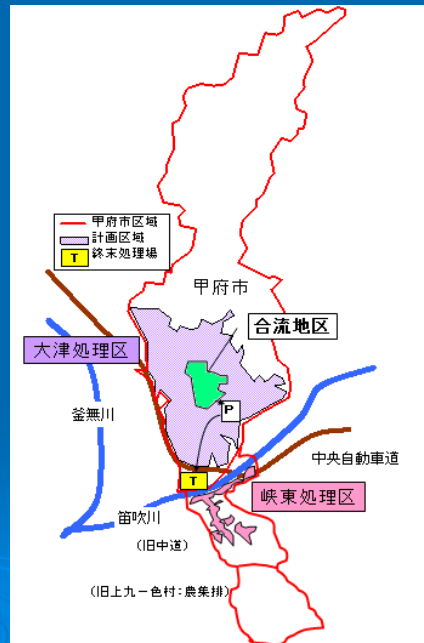 甲府市区域
計画区域
T 終末処理場
甲府市
合流地区
大津処理区
釜無川
P
中央自動車道
T
峡東処理区
笛吹川
(旧中道)
(旧上九一色村:農集排)